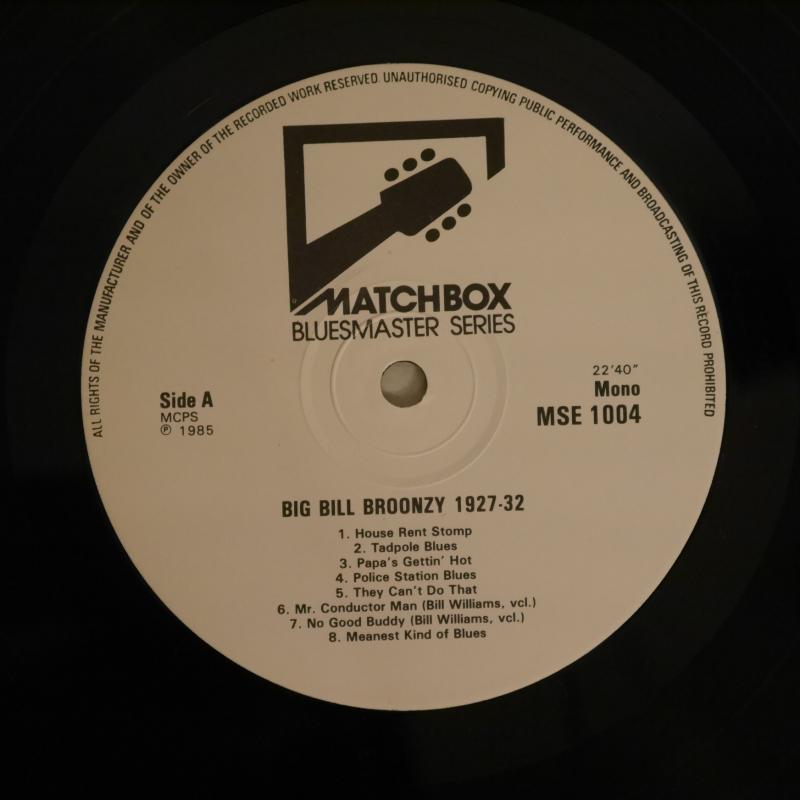 ALL RIGHTS OF THE MANUFACTURER AND OF THE OWNER OF THE RECORDED WORK RESERVED. UNAUTHORISED COPYING PUBLIC PERFORMANCE AND BROADCASTING OF THIS RECORD PROHIBITED
MATCHBOX
BLUESMASTER SERIES
Side A
MCPS
℗ 1985
22'40"
Mono
MSE 1004
BIG BILL BROONZY 1927-32
1. House Rent Stomp
2. Tadpole Blues
3. Papa's Gettin' Hot
4. Police Station Blues
5. They Can't Do That
6. Mr. Conductor Man (Bill Williams, vcl.)
7. No Good Buddy (Bill Williams, vcl.)
8. Meanest Kind of Blues